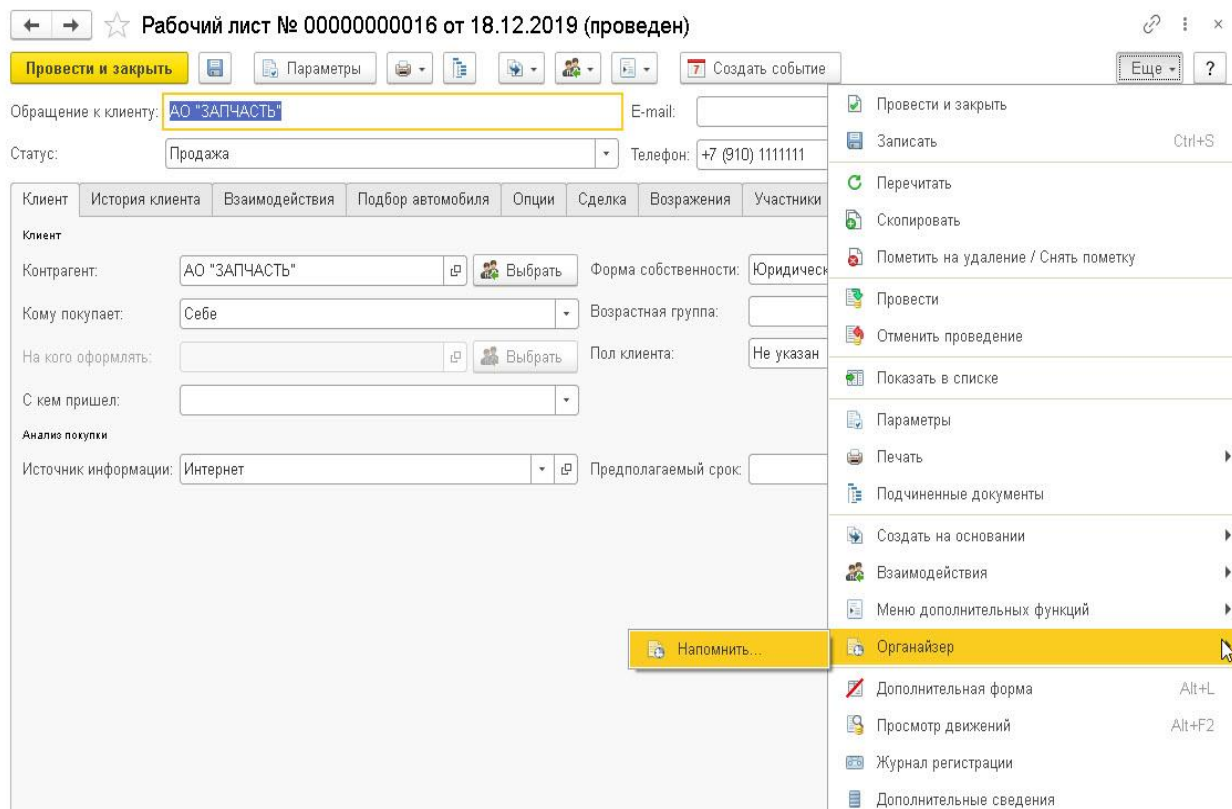 Рабочий лист № 00000000016 от 18.12.2019 (проведен)
Провести и закрыть Параметры 7 Создать событие Еще ?
Обращение к клиенту: АО "ЗАПЧАСТЬ" E-mail:
Статус: Продажа Телефон: +7 (910) 1111111
Клиент История клиента Взаимодействия Подбор автомобиля Опции Сделка Возражения Участники
Клиент
Контрагент: АО "ЗАПЧАСТЬ" Выбрать Форма собственности: Юридическ
Кому покупает: Себе Возрастная группа:
На кого оформлять: Выбрать Пол клиента: Не указан
С кем пришел:
Анализ покупки
Источник информации: Интернет Предполагаемый срок:
Провести и закрыть
Записать Ctrl+S
Перечитать
Скопировать
Пометить на удаление / Снять пометку
Провести
Отменить проведение
Показать в списке
Параметры
Печать
Подчиненные документы
Создать на основании
Взаимодействия
Меню дополнительных функций
Органайзер
Напомнить...
Дополнительная форма Alt+L
Просмотр движений Alt+F2
Журнал регистрации
Дополнительные сведения